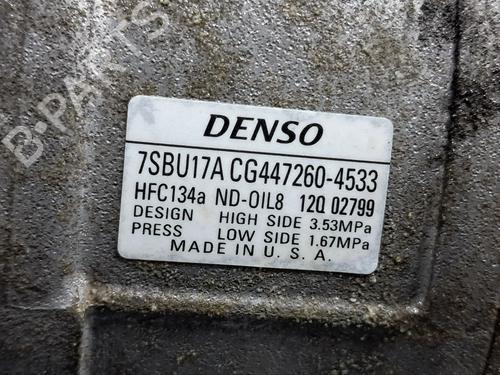 B-PARTS
DENSO
7SBU17A CG447260-4533
HFC134a ND-OIL8 12Q 02799
DESIGN HIGH SIDE 3.53MPa
PRESS LOW SIDE 1.67MPa
MADE IN U.S.A.